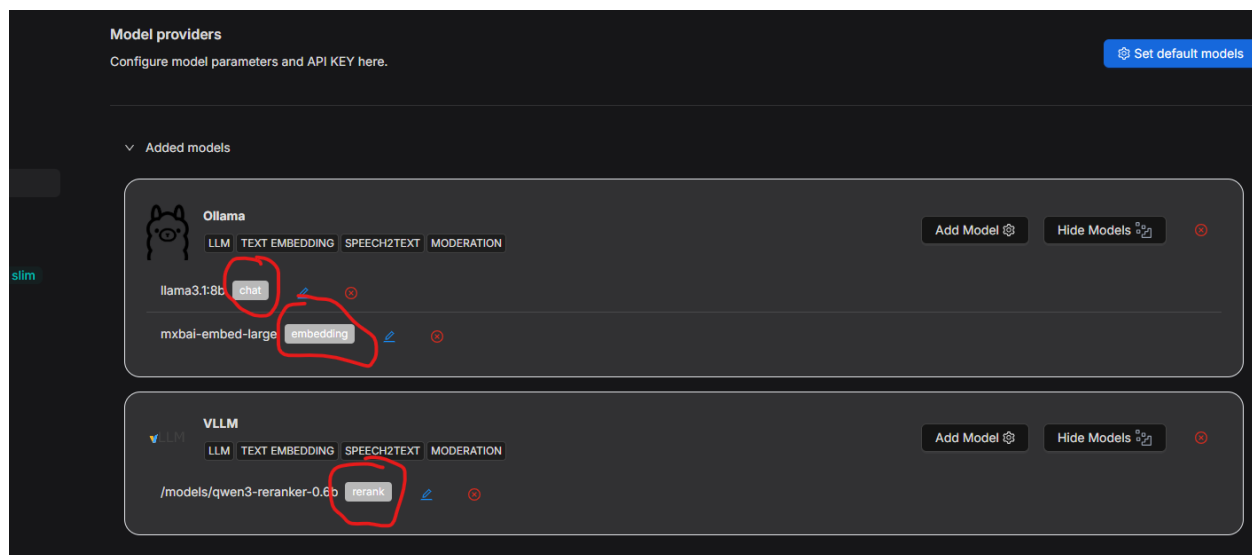 Model providers
Configure model parameters and API KEY here.
Set default models
Added models
Ollama
LLM TEXT EMBEDDING SPEECH2TEXT MODERATION
Add Model
Hide Models
slim
llama3.1:8b chat
mxbai-embed-large embedding
VLLM
LLM
LLM TEXT EMBEDDING SPEECH2TEXT MODERATION
Add Model
Hide Models
/models/qwen3-reranker-0.6b rerank